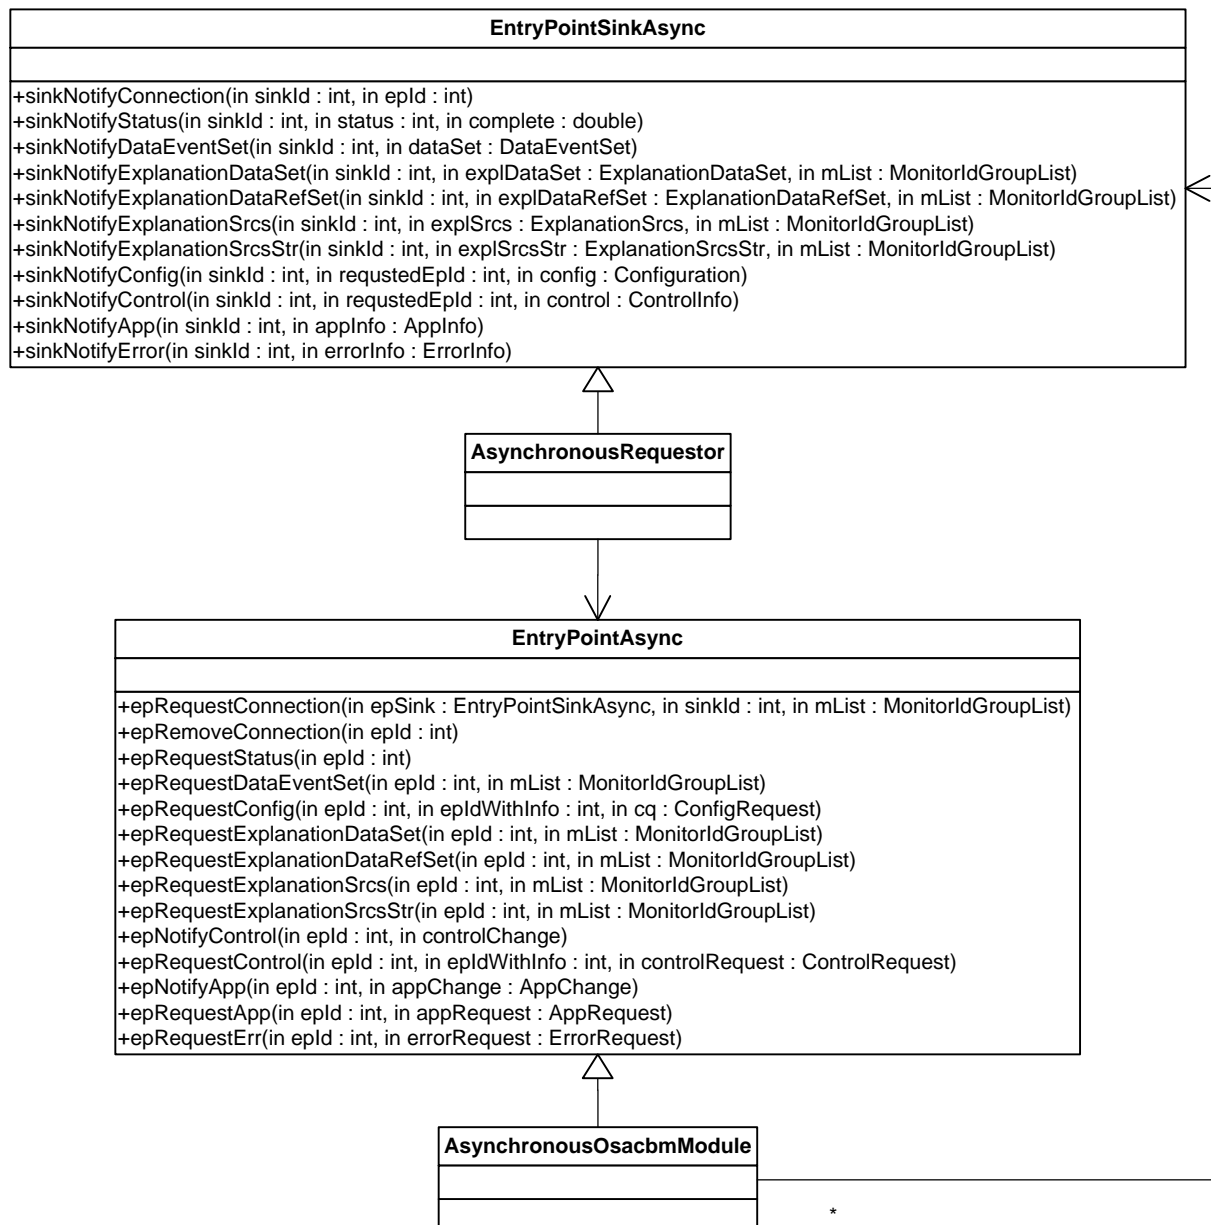 EntryPointSinkAsync
+sinkNotifyConnection(in sinkId : int, in epId : int)
+sinkNotifyStatus(in sinkId : int, in status : int, in complete : double)
+sinkNotifyDataEventSet(in sinkId : int, in dataSet : DataEventSet)
+sinkNotifyExplanationDataSet(in sinkId : int, in explDataSet : ExplanationDataSet, in mList : MonitorIdGroupList)
+sinkNotifyExplanationDataRefSet(in sinkId : int, in explDataRefSet : ExplanationDataRefSet, in mList : MonitorIdGroupList)
+sinkNotifyExplanationSrcs(in sinkId : int, in explSrcs : ExplanationSrcs, in mList : MonitorIdGroupList)
+sinkNotifyExplanationSrcsStr(in sinkId : int, in explSrcsStr : ExplanationSrcsStr, in mList : MonitorIdGroupList)
+sinkNotifyConfig(in sinkId : int, in requstedEpId : int, in config : Configuration)
+sinkNotifyControl(in sinkId : int, in requstedEpId : int, in control : ControlInfo)
+sinkNotifyApp(in sinkId : int, in appInfo : AppInfo)
+sinkNotifyError(in sinkId : int, in errorInfo : ErrorInfo)
AsynchronousRequestor
EntryPointAsync
+epRequestConnection(in epSink : EntryPointSinkAsync, in sinkId : int, in mList : MonitorIdGroupList)
+epRemoveConnection(in epId : int)
+epRequestStatus(in epId : int)
+epRequestDataEventSet(in epId : int, in mList : MonitorIdGroupList)
+epRequestConfig(in epId : int, in epIdWithInfo : int, in cq : ConfigRequest)
+epRequestExplanationDataSet(in epId : int, in mList : MonitorIdGroupList)
+epRequestExplanationDataRefSet(in epId : int, in mList : MonitorIdGroupList)
+epRequestExplanationSrcs(in epId : int, in mList : MonitorIdGroupList)
+epRequestExplanationSrcsStr(in epId : int, in mList : MonitorIdGroupList)
+epNotifyControl(in epId : int, in controlChange)
+epRequestControl(in epId : int, in epIdWithInfo : int, in controlRequest : ControlRequest)
+epNotifyApp(in epId : int, in appChange : AppChange)
+epRequestApp(in epId : int, in appRequest : AppRequest)
+epRequestErr(in epId : int, in errorRequest : ErrorRequest)
AsynchronousOsacbmModule
*